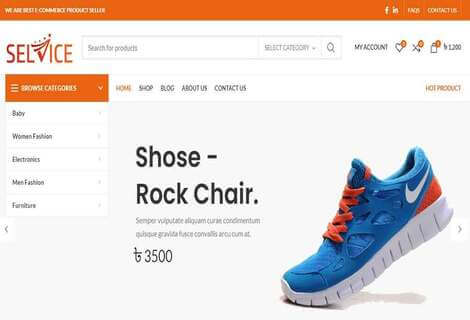 WE ARE BEST E-COMMERCE PRODUCT SELLER
FAQS CONTACT US
SELVICE
Search for products SELECT CATEGORY
MY ACCOUNT 0 0 0 ৳ 1,200
BROWSE CATEGORIES
HOME SHOP BLOG ABOUT US CONTACT US
HOT PRODUCT
Baby
Women Fashion
Electronics
Men Fashion
Furniture
Shose -
Rock Chair.
Semper vulputate aliquam curae condimentum
quisque gravida fusce convallis arcu cum at.
৳ 3500